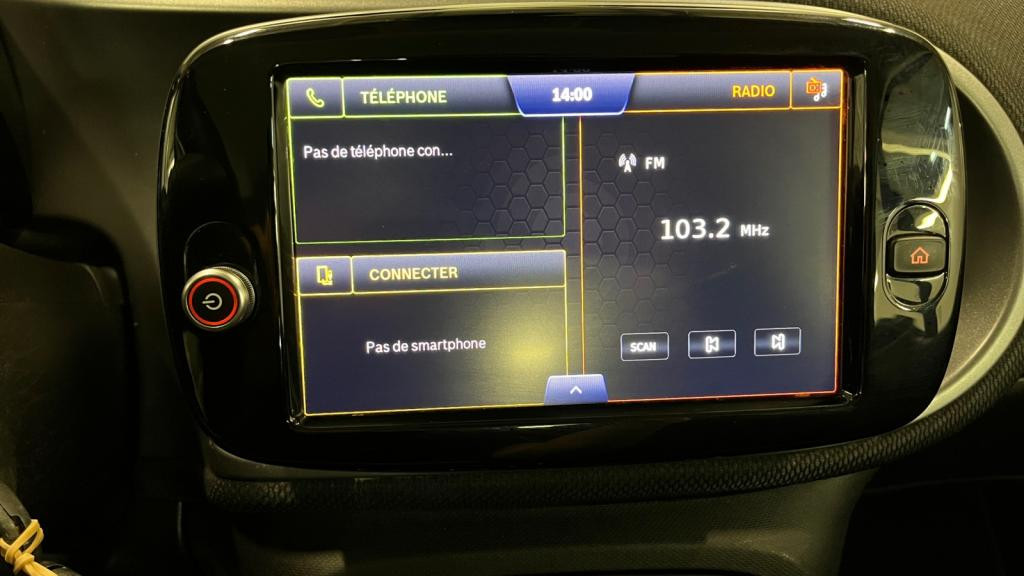 TÉLÉPHONE
14:00
RADIO
Pas de téléphone con...
FM
103.2 MHz
CONNECTER
Pas de smartphone
SCAN